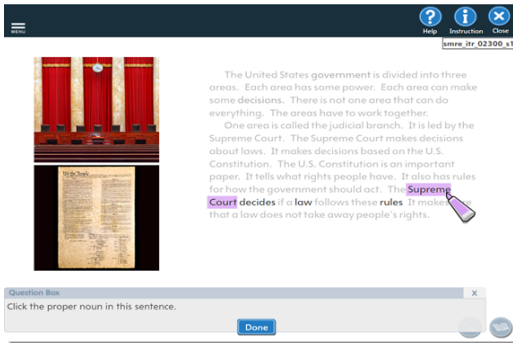 MENU
Help Instruction Close
smre_itr_02300_s1
The United States government is divided into three
areas. Each area has some power. Each area can make
some decisions. There is not one area that can do
everything. The areas have to work together.
One area is called the judicial branch. It is led by the
Supreme Court. The Supreme Court makes decisions
about laws. It makes decisions based on the U.S.
Constitution. The U.S. Constitution is an important
paper. It tells what rights people have. It also has rules
for how the government should act. The Supreme
Court decides if a law follows these rules. It makes
that a law does not take away people's rights.
We the People
Question Box X
Click the proper noun in this sentence.
Done